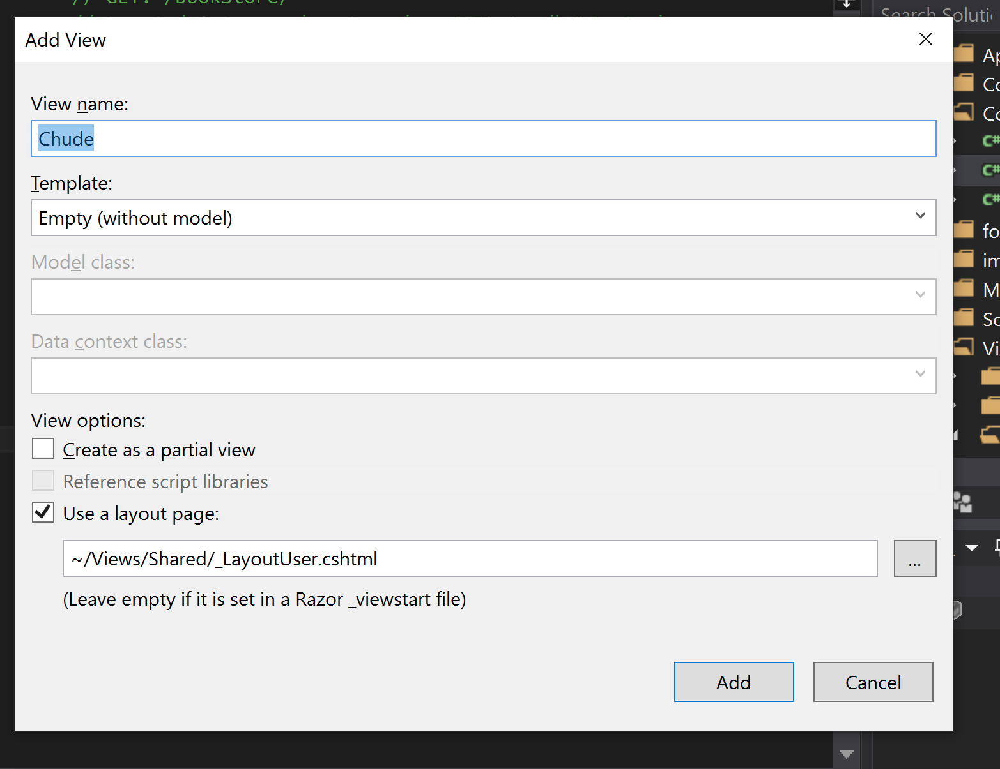 // GET: /BookStore/
Search Soluti
Add View
View name:
Chude
Template:
Empty (without model)
Model class:
Data context class:
View options:
Create as a partial view
Reference script libraries
Use a layout page:
~/Views/Shared/_LayoutUser.cshtml
...
(Leave empty if it is set in a Razor _viewstart file)
Add
Cancel
Ap
Co
Co
C#
C#
C#
fo
im
M
Sc
Vi